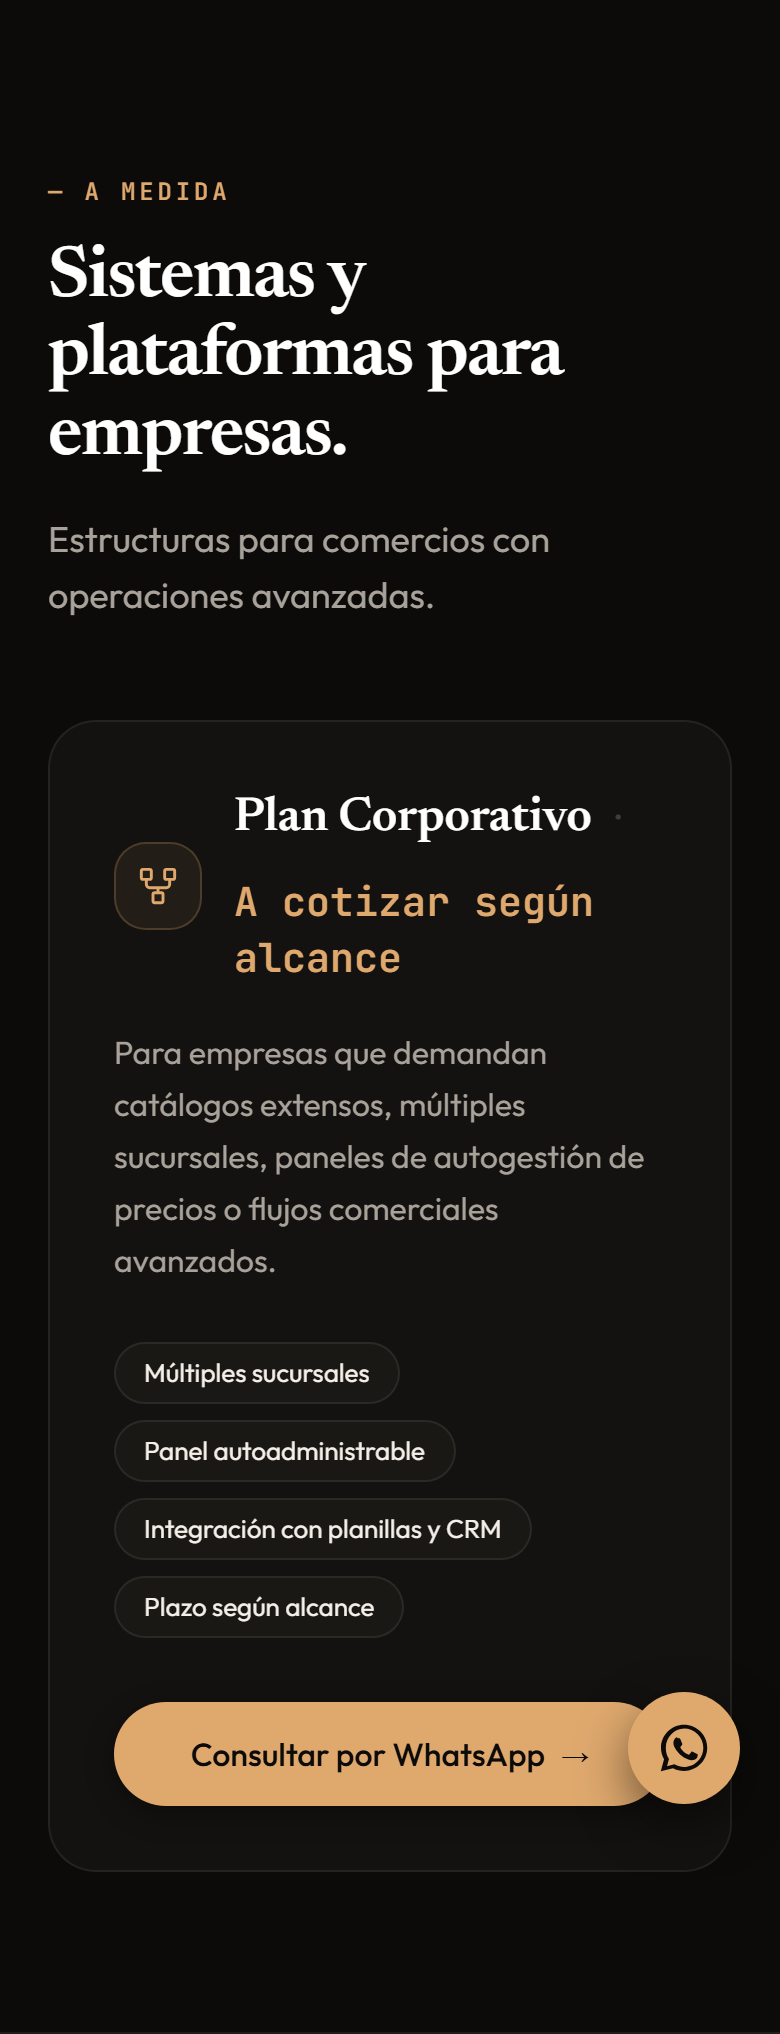 — A MEDIDA
Sistemas y
plataformas para
empresas.
Estructuras para comercios con
operaciones avanzadas.
Plan Corporativo ·
A cotizar según
alcance
Para empresas que demandan
catálogos extensos, múltiples
sucursales, paneles de autogestión de
precios o flujos comerciales
avanzados.
Múltiples sucursales
Panel autoadministrable
Integración con planillas y CRM
Plazo según alcance
Consultar por WhatsApp →